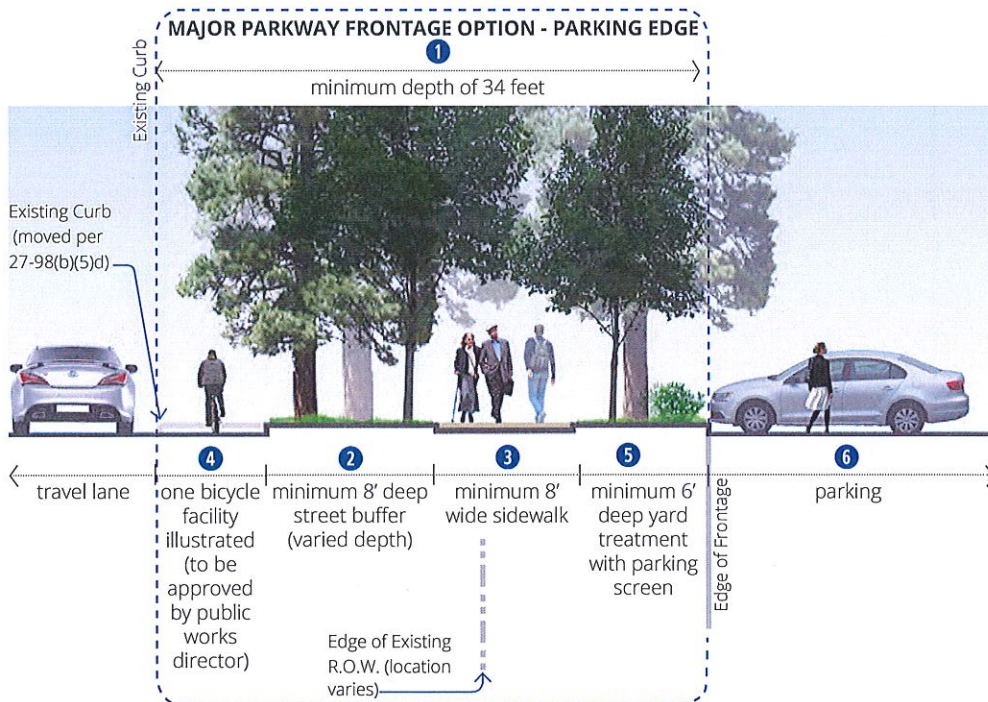 MAJOR PARKWAY FRONTAGE OPTION - PARKING EDGE
1
minimum depth of 34 feet
Existing Curb
Existing Curb
(moved per
27-98(b)(5)d)
4
2
3
5
6
travel lane
one bicycle
facility
illustrated
(to be
approved
by public
works
director)
minimum 8' deep
street buffer
(varied depth)
minimum 8'
wide sidewalk
minimum 6'
deep yard
treatment
with parking
screen
parking
Edge of Frontage
Edge of Existing
R.O.W. (location
varies)